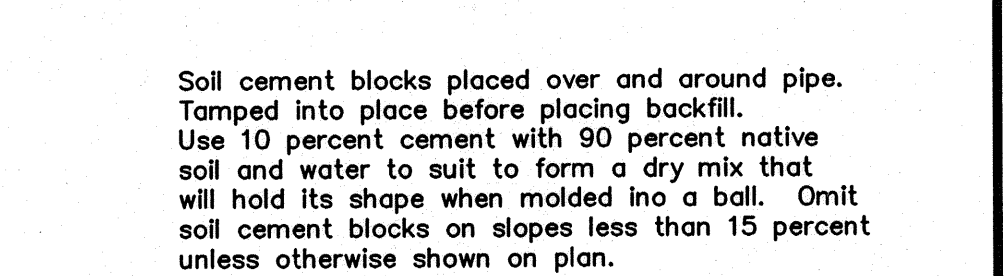 Soil cement blocks placed over and around pipe.
Tamped into place before placing backfill.
Use 10 percent cement with 90 percent native
soil and water to suit to form a dry mix that
will hold its shape when molded ino a ball.  Omit
soil cement blocks on slopes less than 15 percent
unless otherwise shown on plan.